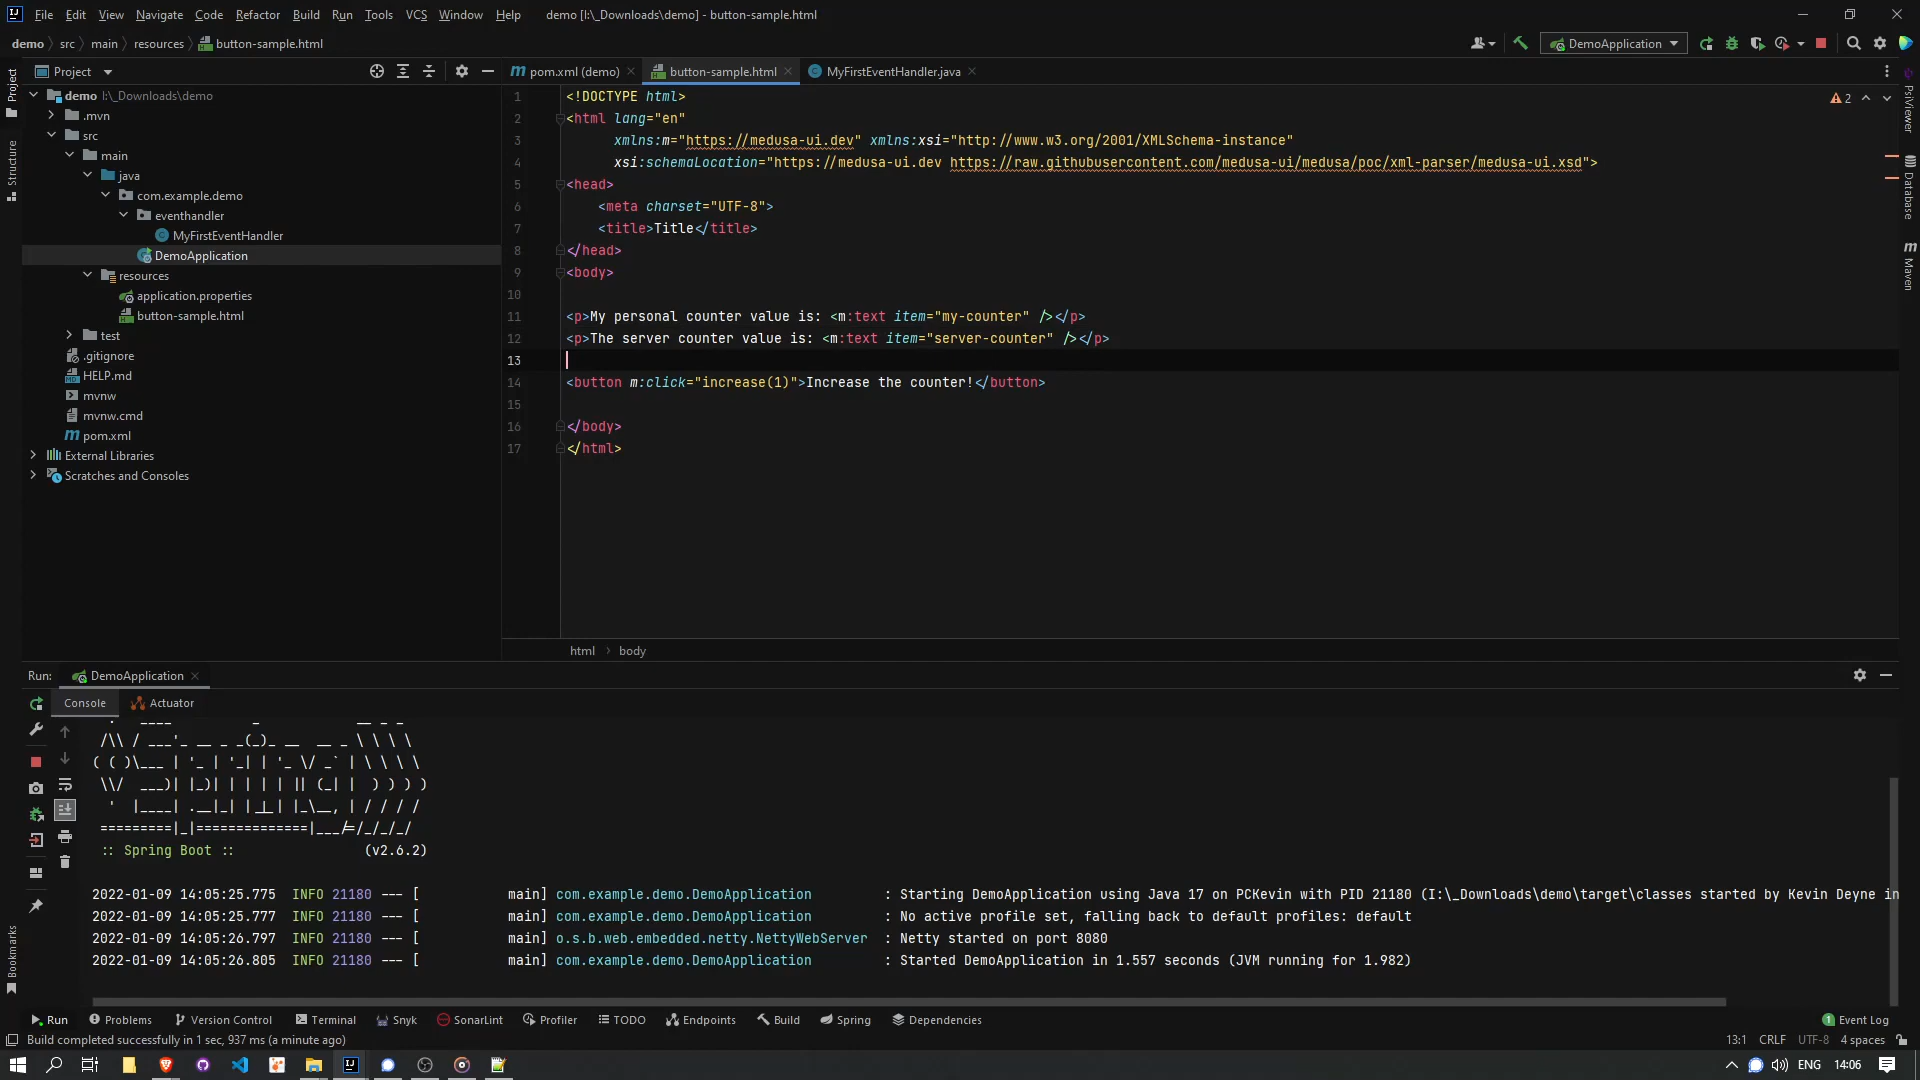 File Edit View Navigate Code Refactor Build Run Tools VCS Window Help demo [I:\_Downloads\demo] - button-sample.html
demo src main resources button-sample.html
DemoApplication
Project
pom.xml (demo) button-sample.html MyFirstEventHandler.java
demo I:\_Downloads\demo
.mvn
src
main
java
com.example.demo
eventhandler
MyFirstEventHandler
DemoApplication
resources
application.properties
button-sample.html
test
.gitignore
HELP.md
mvnw
mvnw.cmd
pom.xml
External Libraries
Scratches and Consoles
Project
Structure
Bookmarks
1 <!DOCTYPE html>
2 <html lang="en"
3 xmlns:m="https://medusa-ui.dev" xmlns:xsi="http://www.w3.org/2001/XMLSchema-instance"
4 xsi:schemaLocation="https://medusa-ui.dev https://raw.githubusercontent.com/medusa-ui/medusa/poc/xml-parser/medusa-ui.xsd">
5 <head>
6 <meta charset="UTF-8">
7 <title>Title</title>
8 </head>
9 <body>
10
11 <p>My personal counter value is: <m:text item="my-counter" /></p>
12 <p>The server counter value is: <m:text item="server-counter" /></p>
13
14 <button m:click="increase(1)">Increase the counter!</button>
15
16 </body>
17 </html>
2
PsiViewer
Database
Maven
html body
Run: DemoApplication
Console Actuator
:: Spring Boot :: (v2.6.2)
2022-01-09 14:05:25.775 INFO 21180 --- [ main] com.example.demo.DemoApplication : Starting DemoApplication using Java 17 on PCKevin with PID 21180 (I:\_Downloads\demo\target\classes started by Kevin Deyne in
2022-01-09 14:05:25.777 INFO 21180 --- [ main] com.example.demo.DemoApplication : No active profile set, falling back to default profiles: default
2022-01-09 14:05:26.797 INFO 21180 --- [ main] o.s.b.web.embedded.netty.NettyWebServer : Netty started on port 8080
2022-01-09 14:05:26.805 INFO 21180 --- [ main] com.example.demo.DemoApplication : Started DemoApplication in 1.557 seconds (JVM running for 1.982)
Run Problems Version Control Terminal Snyk SonarLint Profiler TODO Endpoints Build Spring Dependencies 1 Event Log
Build completed successfully in 1 sec, 937 ms (a minute ago) 13:1 CRLF UTF-8 4 spaces
ENG 14:06